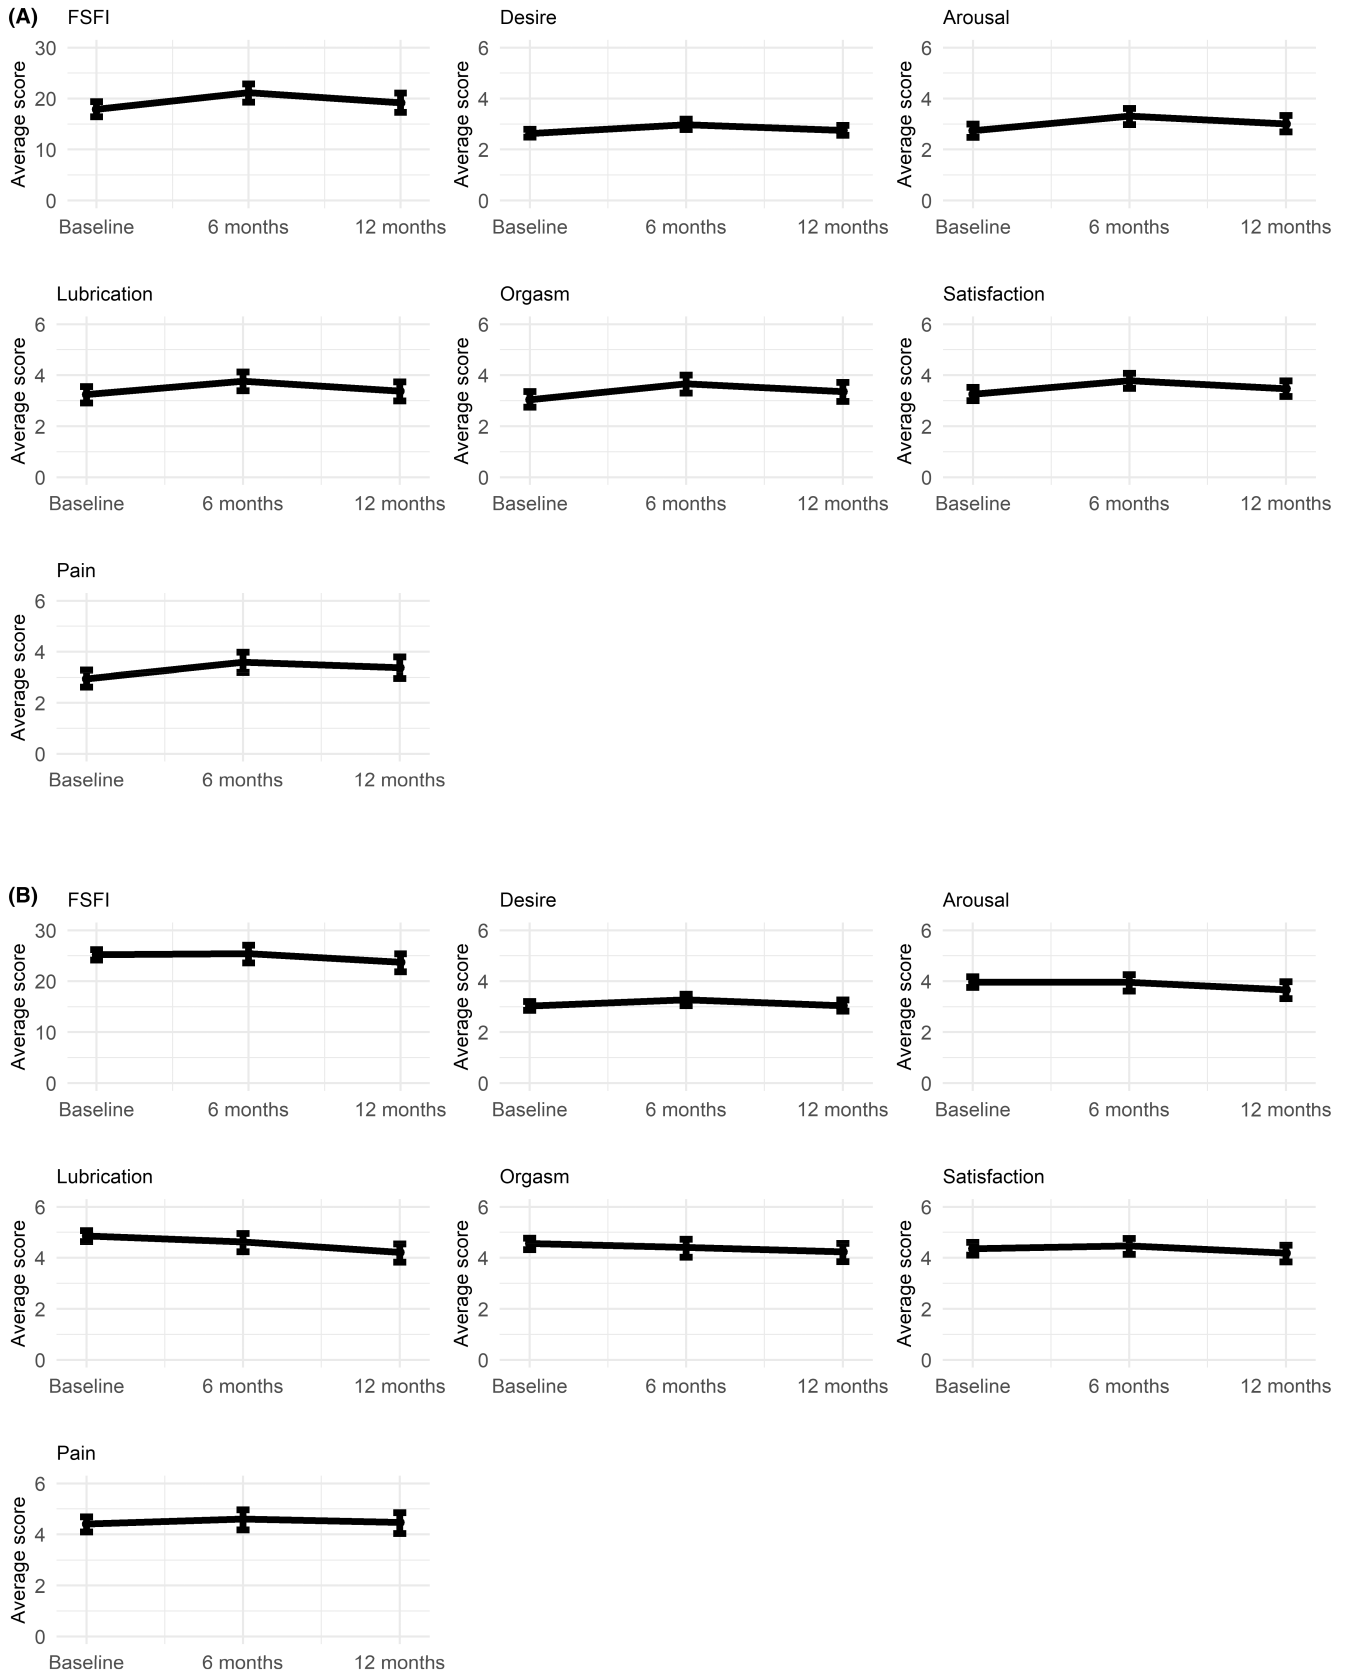 (A) FSFI Desire Arousal
30 6 6
20 4 4
10 2 2
0 0 0
Average score Average score Average score
Baseline 6 months 12 months Baseline 6 months 12 months Baseline 6 months 12 months
Lubrication Orgasm Satisfaction
6 6 6
4 4 4
2 2 2
0 0 0
Average score Average score Average score
Baseline 6 months 12 months Baseline 6 months 12 months Baseline 6 months 12 months
Pain
6
4
2
0
Average score
Baseline 6 months 12 months
(B) FSFI Desire Arousal
30 6 6
20 4 4
10 2 2
0 0 0
Average score Average score Average score
Baseline 6 months 12 months Baseline 6 months 12 months Baseline 6 months 12 months
Lubrication Orgasm Satisfaction
6 6 6
4 4 4
2 2 2
0 0 0
Average score Average score Average score
Baseline 6 months 12 months Baseline 6 months 12 months Baseline 6 months 12 months
Pain
6
4
2
0
Average score
Baseline 6 months 12 months